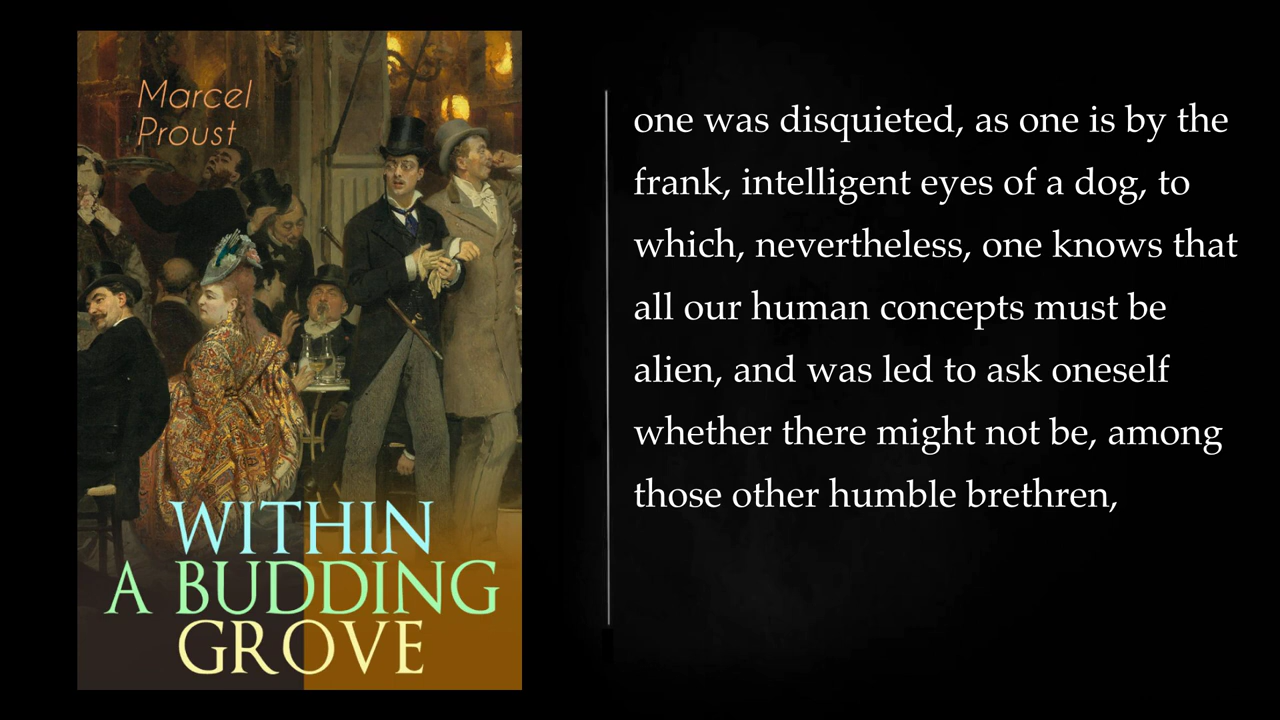 Marcel
Proust
WITHIN
A BUDDING
GROVE
one was disquieted, as one is by the
frank, intelligent eyes of a dog, to
which, nevertheless, one knows that
all our human concepts must be
alien, and was led to ask oneself
whether there might not be, among
those other humble brethren,